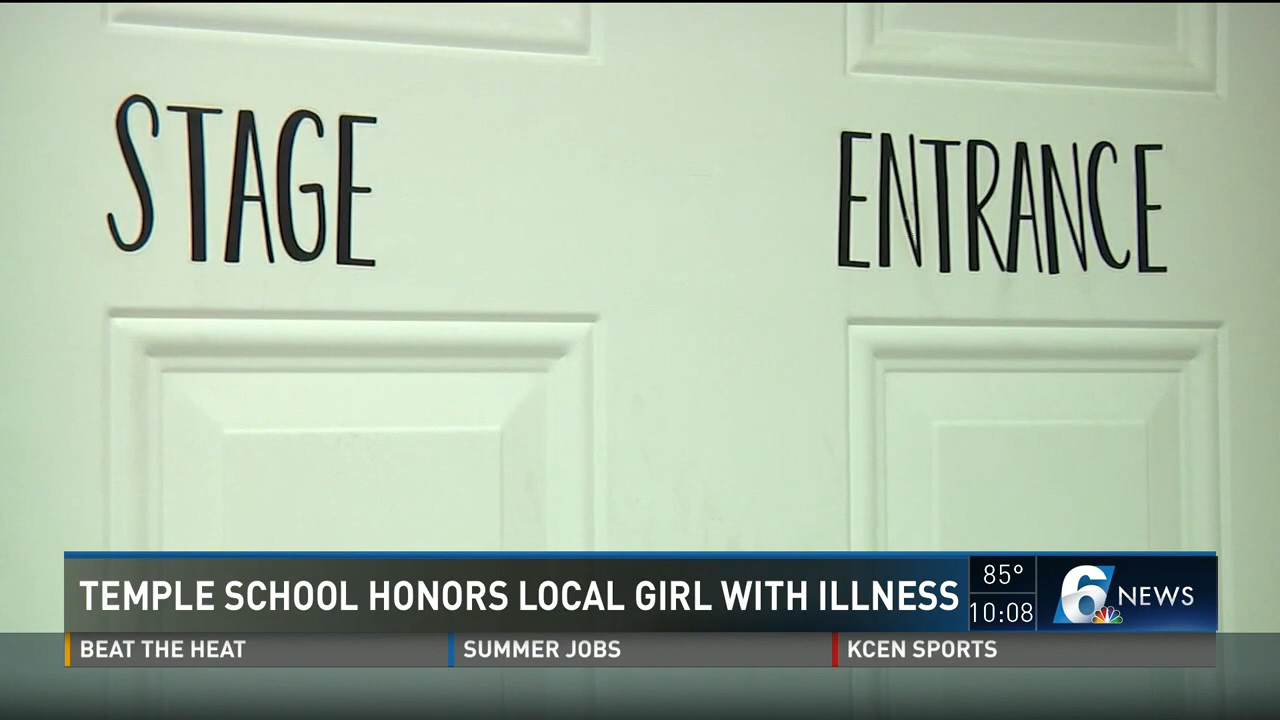 STAGE ENTRANCE
TEMPLE SCHOOL HONORS LOCAL GIRL WITH ILLNESS
85°
10:08
6 NEWS
BEAT THE HEAT SUMMER JOBS KCEN SPORTS